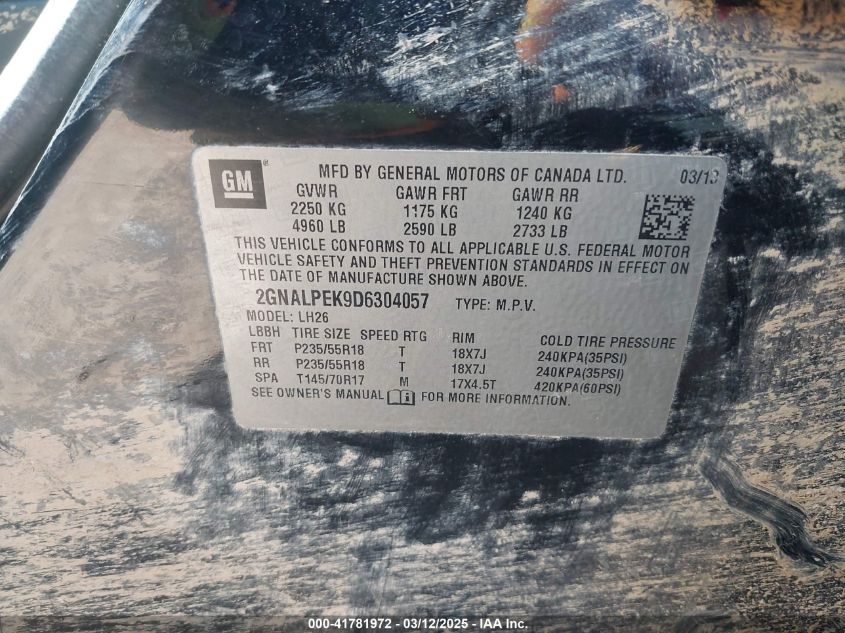 GM
MFD BY GENERAL MOTORS OF CANADA LTD. 03/13
GVWR GAWR FRT GAWR RR
2250 KG 1175 KG 1240 KG
4960 LB 2590 LB 2733 LB
THIS VEHICLE CONFORMS TO ALL APPLICABLE U.S. FEDERAL MOTOR
VEHICLE SAFETY AND THEFT PREVENTION STANDARDS IN EFFECT ON
THE DATE OF MANUFACTURE SHOWN ABOVE.
2GNALPEK9D6304057 TYPE: M.P.V.
MODEL: LH26
LBBH TIRE SIZE SPEED RTG RIM COLD TIRE PRESSURE
FRT P235/55R18 T 18X7J 240KPA(35PSI)
RR P235/55R18 T 18X7J 240KPA(35PSI)
SPA T145/70R17 M 17X4.5T 420KPA(60PSI)
SEE OWNER'S MANUAL FOR MORE INFORMATION.
000-41781972 - 03/12/2025 - IAA Inc.